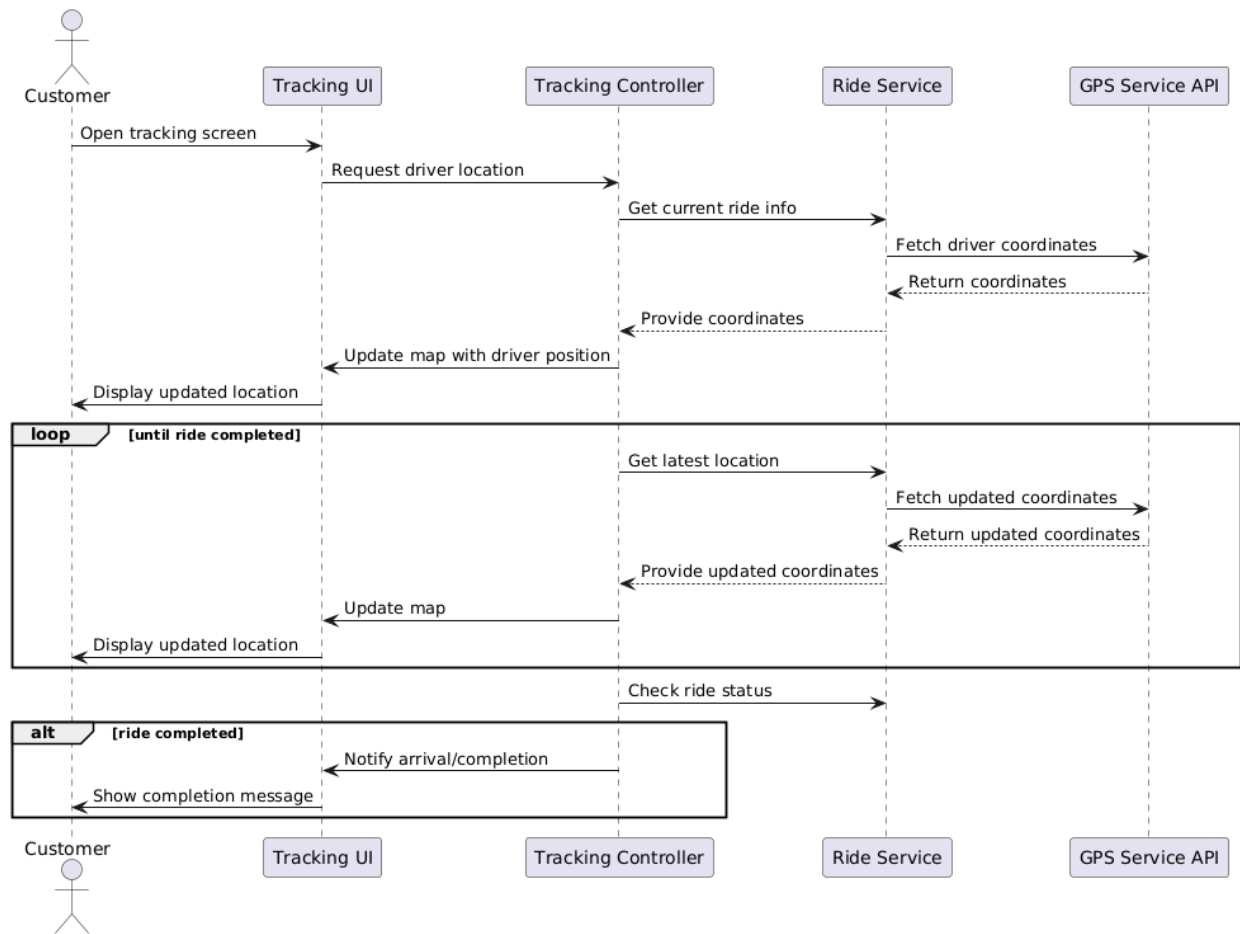 Customer
Tracking UI
Tracking Controller
Ride Service
GPS Service API
Open tracking screen
Request driver location
Get current ride info
Fetch driver coordinates
Return coordinates
Provide coordinates
Update map with driver position
Display updated location
loop
[until ride completed]
Get latest location
Fetch updated coordinates
Return updated coordinates
Provide updated coordinates
Update map
Display updated location
Check ride status
alt
[ride completed]
Notify arrival/completion
Show completion message
Customer
Tracking UI
Tracking Controller
Ride Service
GPS Service API